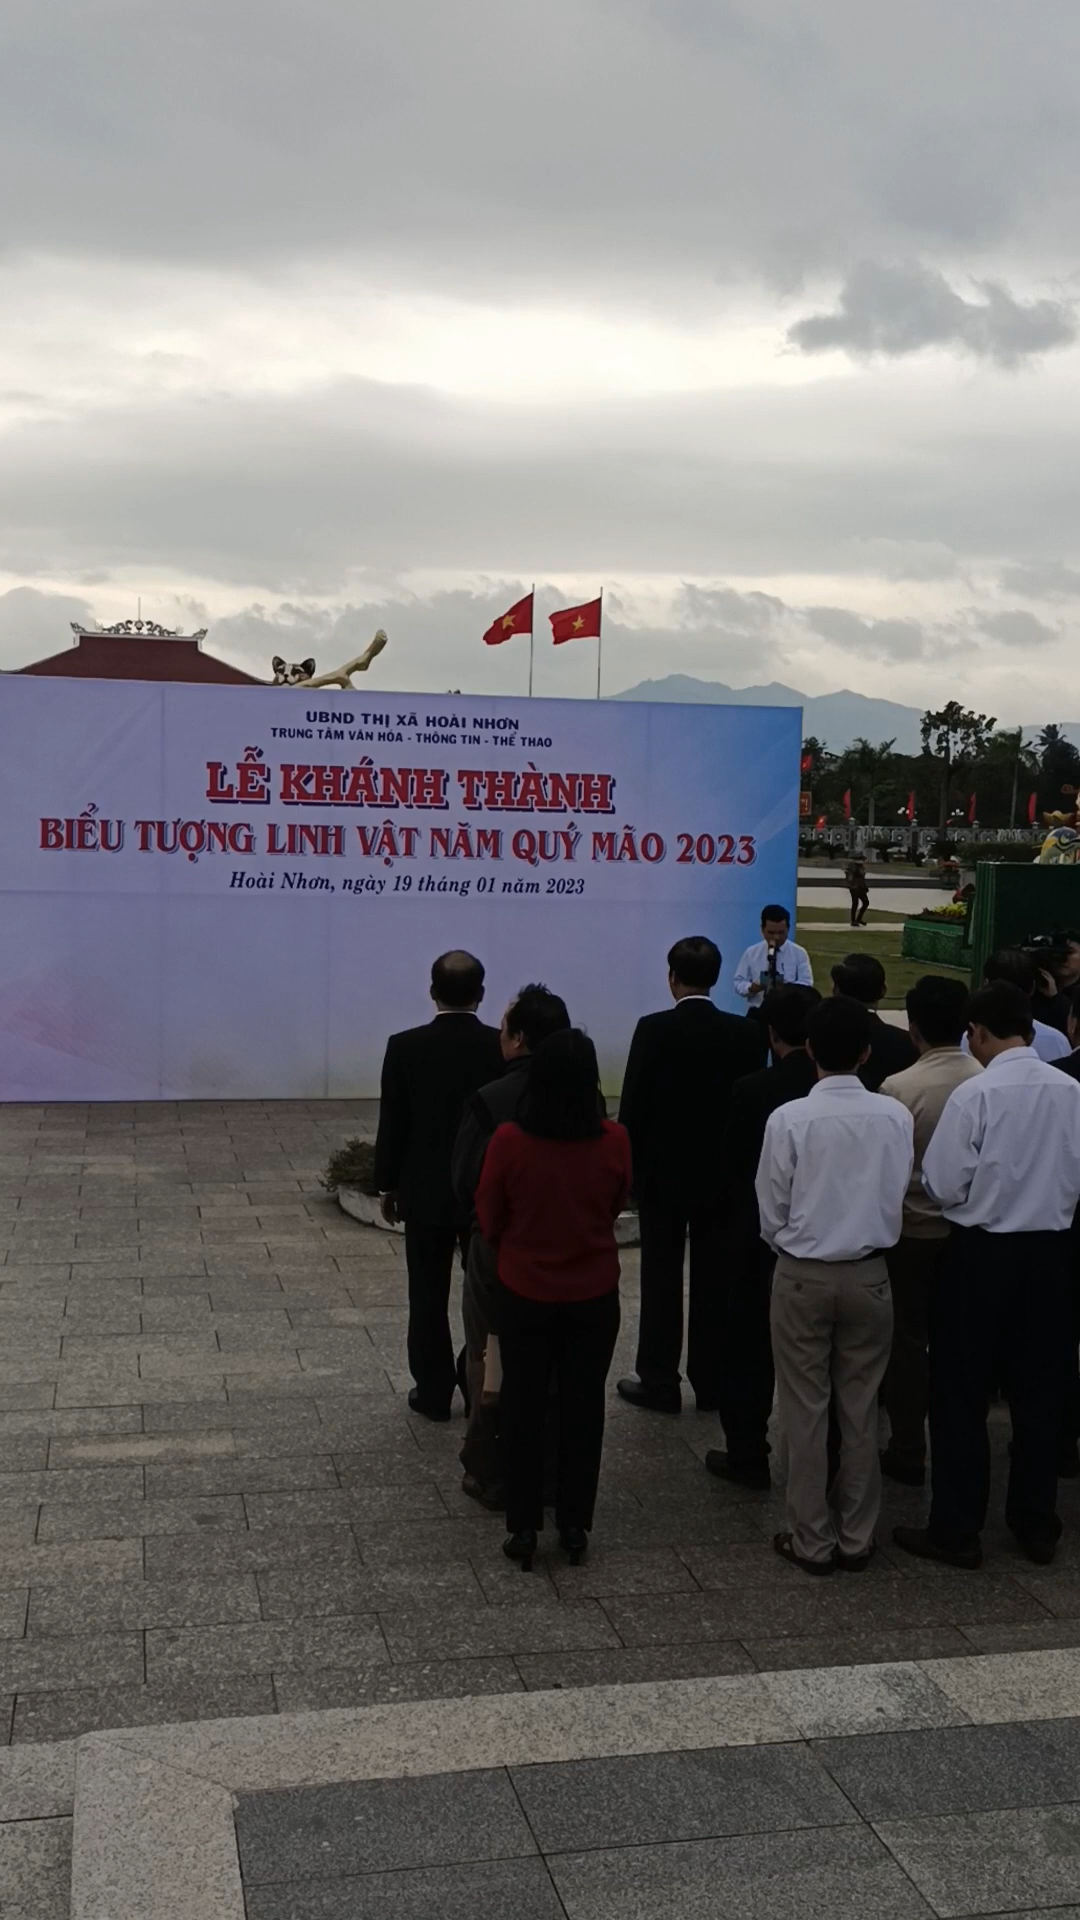 UBND THỊ XÃ HOÀI NHƠN
TRUNG TÂM VĂN HÓA - THÔNG TIN - THỂ THAO
LỄ KHÁNH THÀNH
BIỂU TƯỢNG LINH VẬT NĂM QUÝ MÃO 2023
Hoài Nhơn, ngày 19 tháng 01 năm 2023